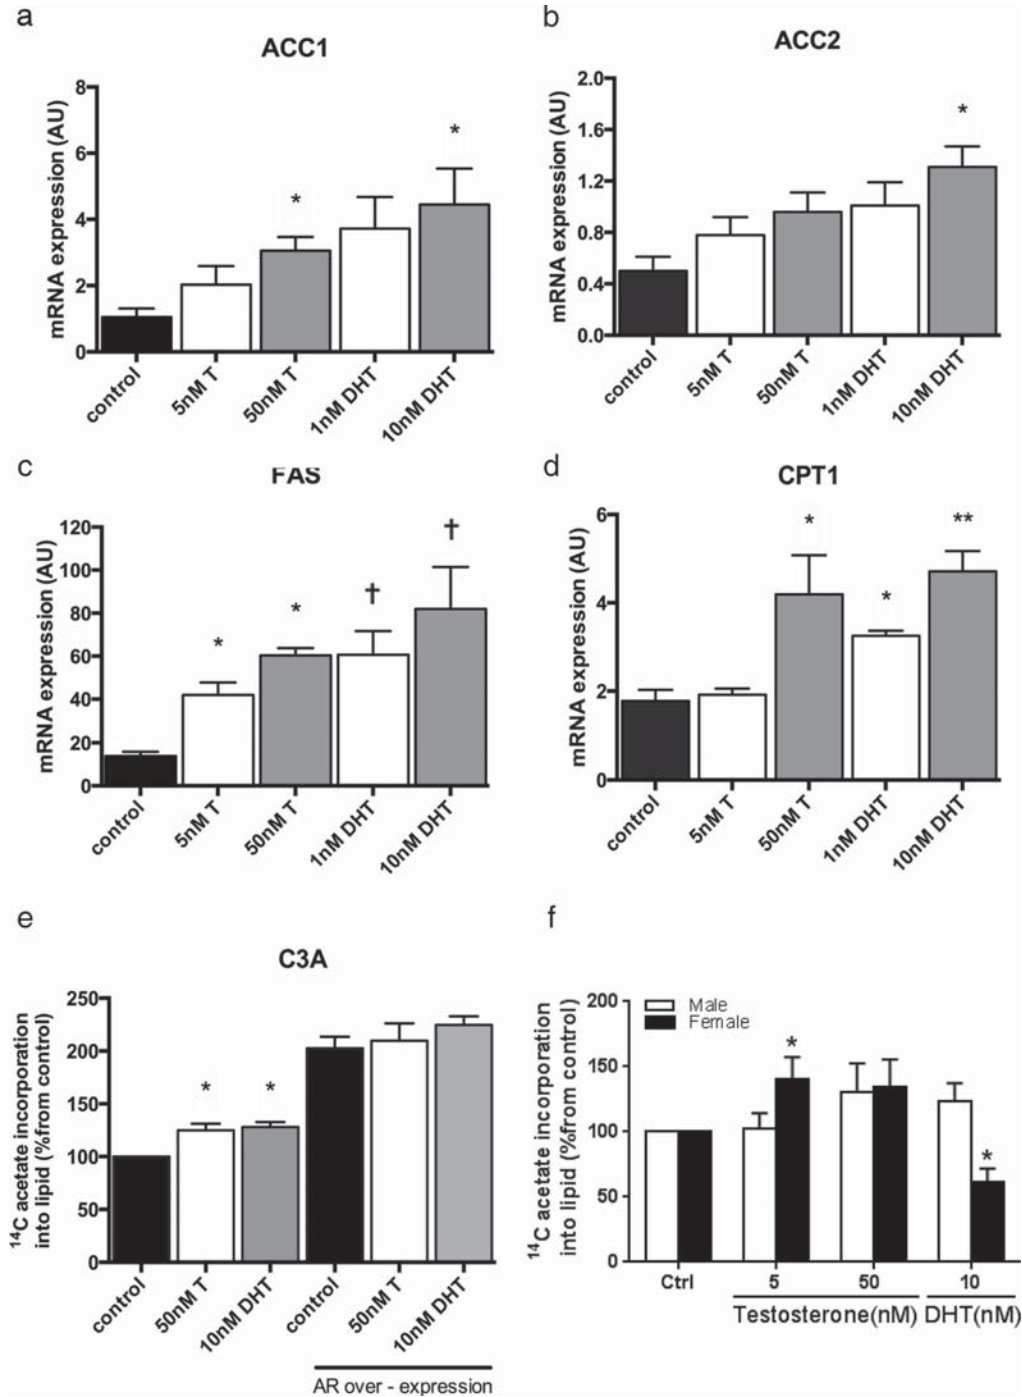 a
ACC1
mRNA expression (AU)
8
6
4
2
0
*
*
control
5nM T
50nM T
1nM DHT
10nM DHT
b
ACC2
mRNA expression (AU)
2.0
1.6
1.2
0.8
0.4
0.0
*
control
5nM T
50nM T
1nM DHT
10nM DHT
c
FAS
mRNA expression (AU)
120
100
80
60
40
20
0
*
*
†
†
control
5nM T
50nM T
1nM DHT
10nM DHT
d
CPT1
mRNA expression (AU)
6
4
2
0
*
*
**
control
5nM T
50nM T
1nM DHT
10nM DHT
e
C3A
14C acetate incorporation
into lipid (%from control)
250
200
150
100
50
0
*
*
control
50nM T
10nM DHT
control
50nM T
10nM DHT
AR over - expression
f
14C acetate incorporation
into lipid (%from control)
200
150
100
50
0
Male
Female
*
*
Ctrl
5
50
10
Testosterone(nM)
DHT(nM)